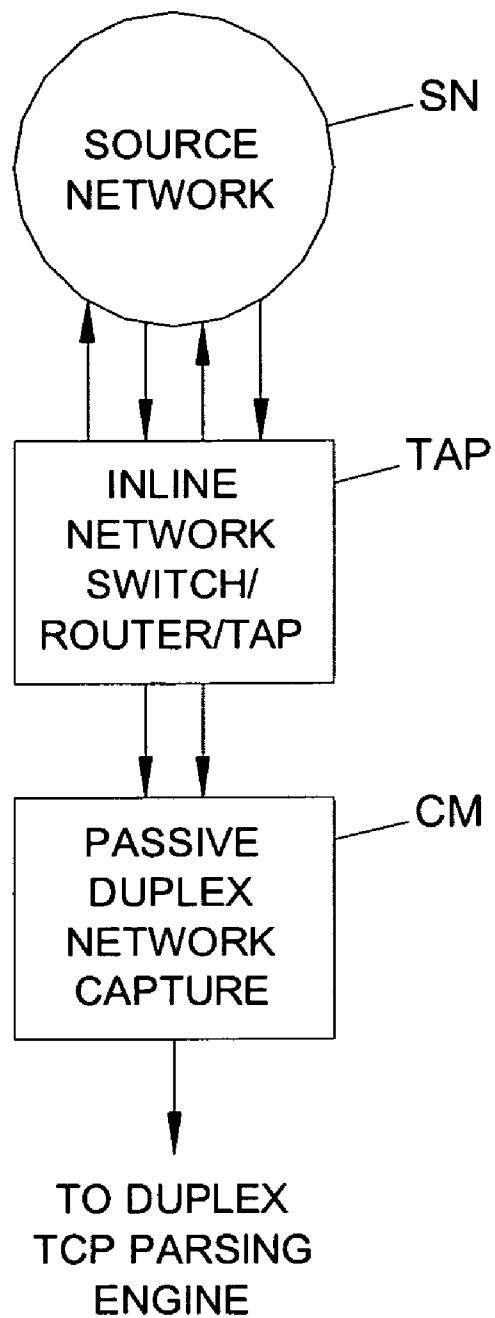 SOURCE
NETWORK
SN
INLINE
NETWORK
SWITCH/
ROUTER/TAP
TAP
PASSIVE
DUPLEX
NETWORK
CAPTURE
CM
TO DUPLEX
TCP PARSING
ENGINE